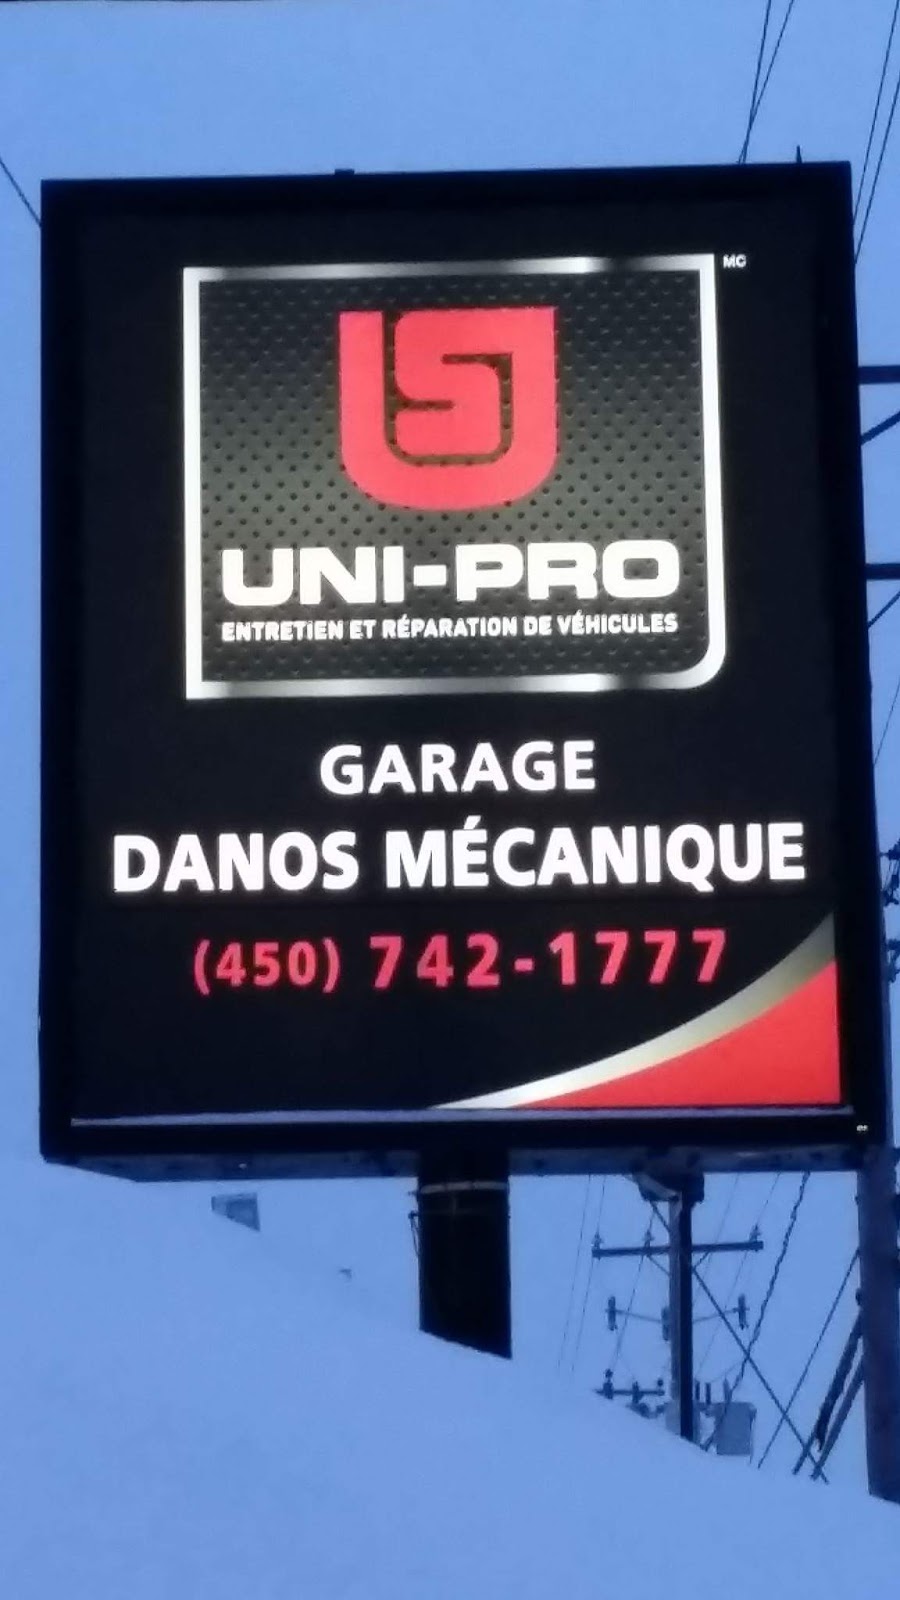 MC
UNI-PRO
ENTRETIEN ET RÉPARATION DE VÉHICULES
GARAGE
DANOS MÉCANIQUE
(450) 742-1777